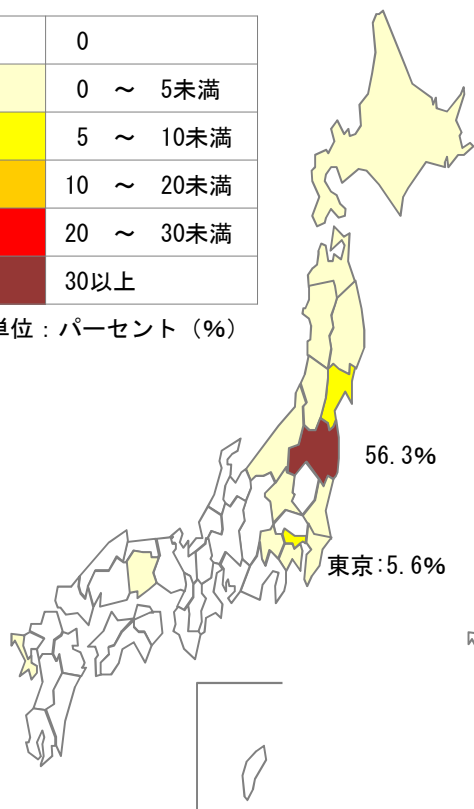 0
0 ～ 5未満
5 ～ 10未満
10 ～ 20未満
20 ～ 30未満
30以上
単位：パーセント（%）
56.3%
東京:5.6%